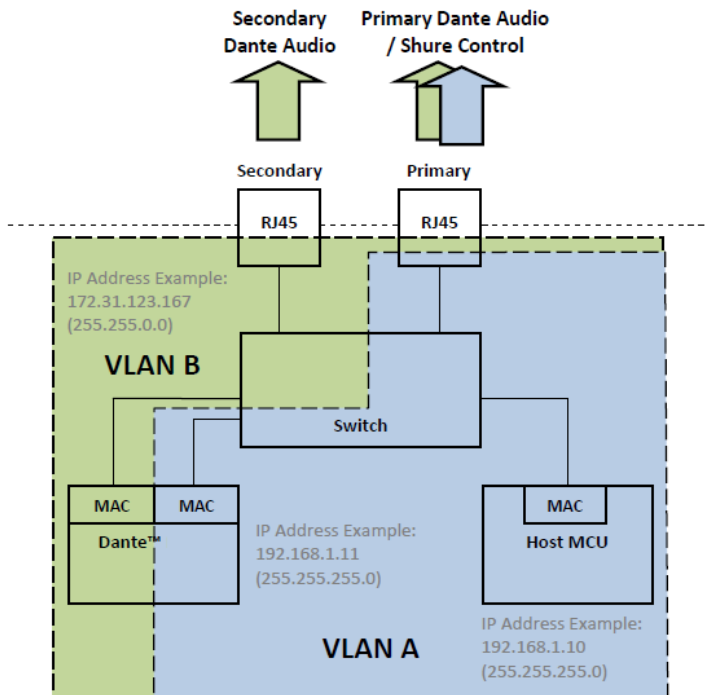 Secondary
Dante Audio
Primary Dante Audio
/ Shure Control
Secondary
Primary
RJ45
RJ45
IP Address Example:
172.31.123.167
(255.255.0.0)
VLAN B
Switch
MAC
MAC
Dante™
IP Address Example:
192.168.1.11
(255.255.255.0)
MAC
Host MCU
IP Address Example:
192.168.1.10
(255.255.255.0)
VLAN A